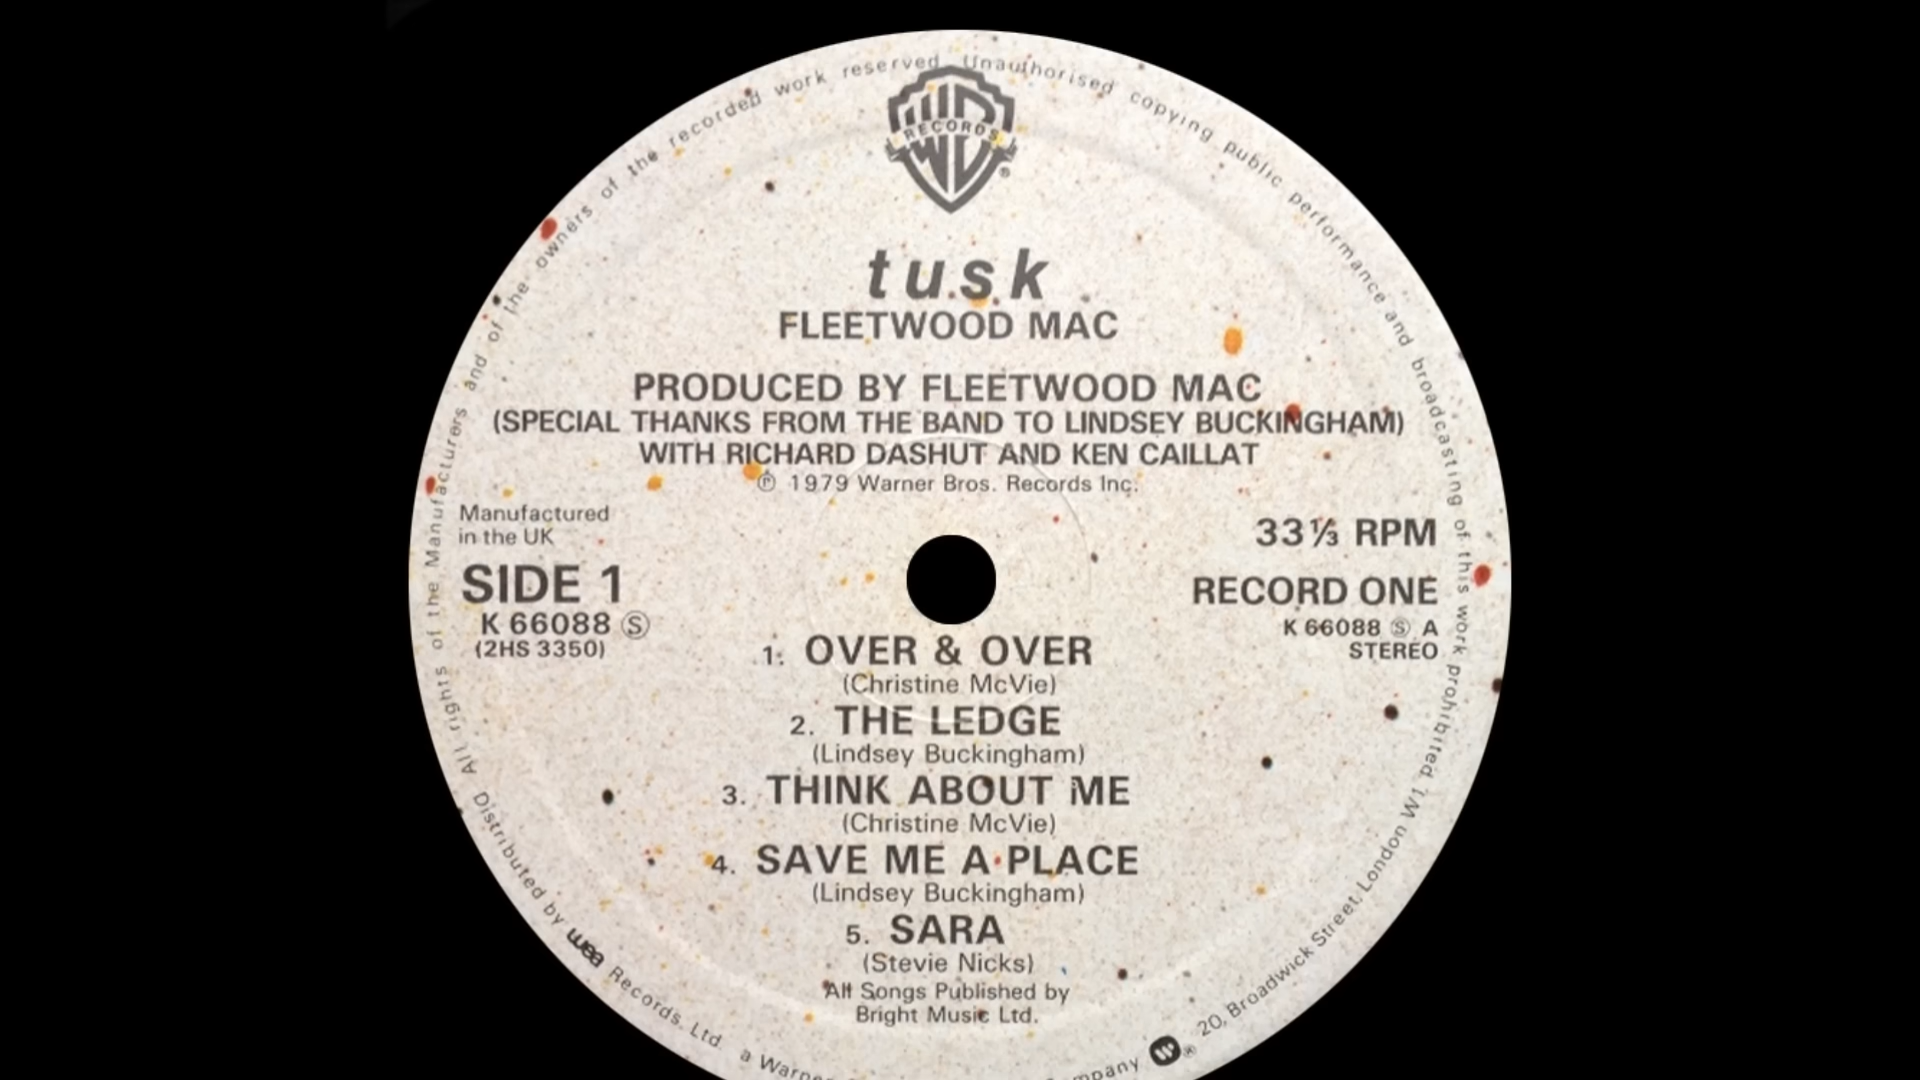 All rights of the Manufacturers and of the owners of the recorded work reserved. Unauthorised copying public performance and broadcasting of this work prohibited.
RECORDS
®
tusk
FLEETWOOD MAC
PRODUCED BY FLEETWOOD MAC
(SPECIAL THANKS FROM THE BAND TO LINDSEY BUCKINGHAM)
WITH RICHARD DASHUT AND KEN CAILLAT
℗ 1979 Warner Bros. Records Inc.
Manufactured
in the UK
SIDE 1
K 66088 Ⓢ
(2HS 3350)
33⅓ RPM
RECORD ONE
K 66088 Ⓢ A
STEREO
1. OVER & OVER
(Christine McVie)
2. THE LEDGE
(Lindsey Buckingham)
3. THINK ABOUT ME
(Christine McVie)
4. SAVE ME A PLACE
(Lindsey Buckingham)
5. SARA
(Stevie Nicks)
All Songs Published by
Bright Music Ltd.
Distributed by wea Records. Ltd. a
® 20, Broadwick Street, London W1